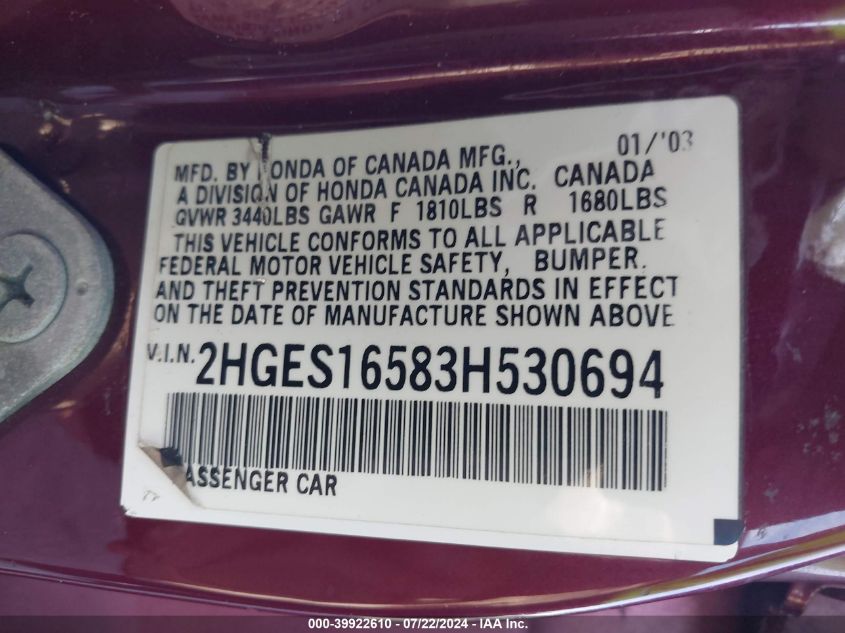 01/'03
MFD. BY ONDA OF CANADA MFG.,
A DIVISION OF HONDA CANADA INC. CANADA
GVWR 3440LBS GAWR F 1810LBS R 1680LBS
THIS VEHICLE CONFORMS TO ALL APPLICABLE
FEDERAL MOTOR VEHICLE SAFETY, BUMPER.
AND THEFT PREVENTION STANDARDS IN EFFECT
ON THE DATE OF MANUFACTURE SHOWN ABOVE
V.I.N. 2HGES16583H530694
ASSENGER CAR
000-39922610 / 07/22/2024 - IAA Inc.